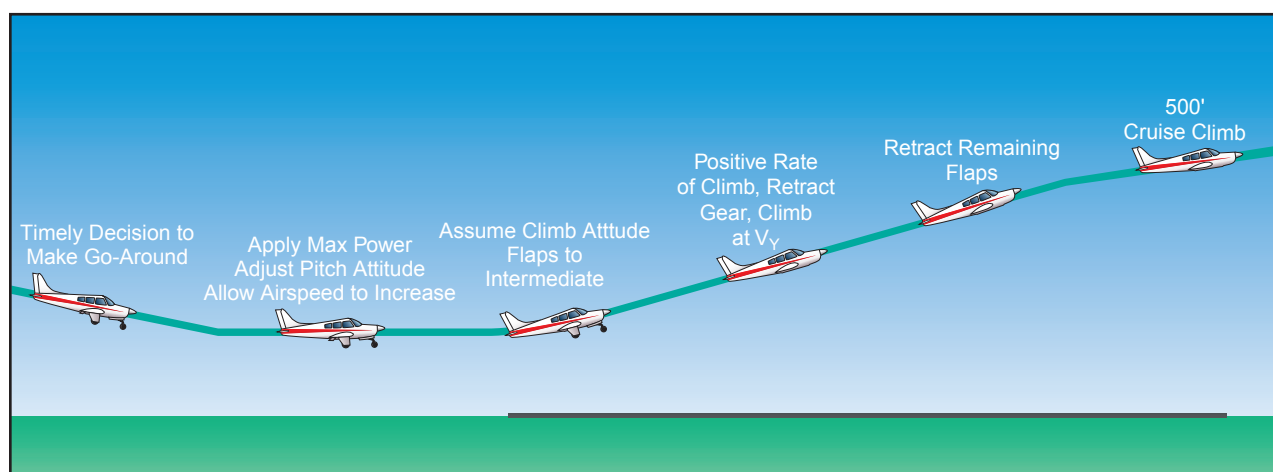 Timely Decision to
Make Go-Around
Apply Max Power
Adjust Pitch Attitude
Allow Airspeed to Increase
Assume Climb Atttude
Flaps to
Intermediate
Positive Rate
of Climb, Retract
Gear, Climb
at VY
Retract Remaining
Flaps
500'
Cruise Climb